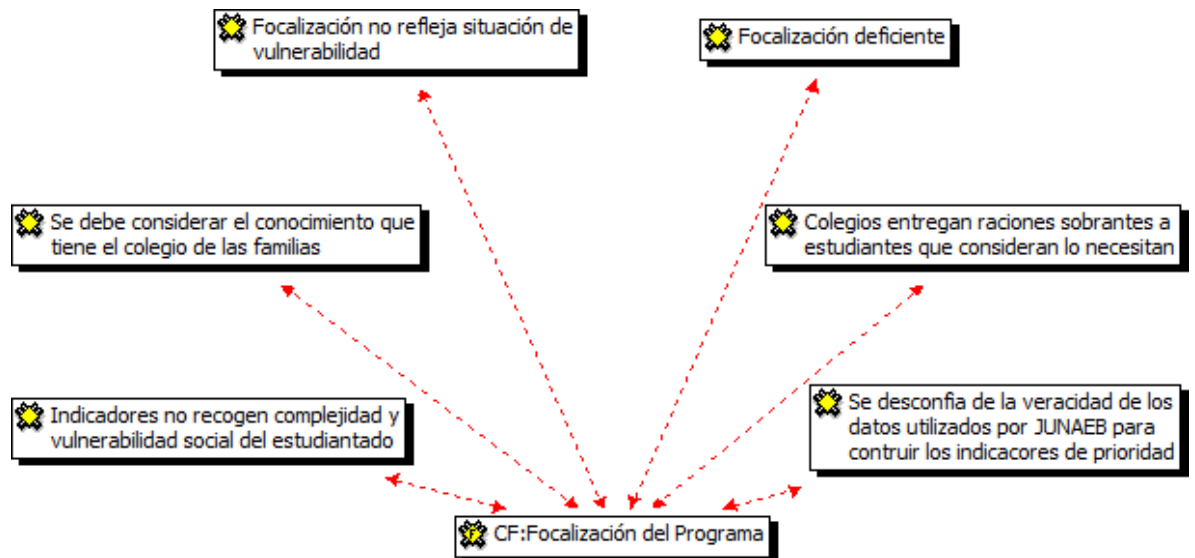 Focalización no refleja situación de
vulnerabilidad
Focalización deficiente
Se debe considerar el conocimiento que
tiene el colegio de las familias
Colegios entregan raciones sobrantes a
estudiantes que consideran lo necesitan
Indicadores no recogen complejidad y
vulnerabilidad social del estudiantado
Se desconfia de la veracidad de los
datos utilizados por JUNAEB para
contruir los indicacores de prioridad
CF:Focalización del Programa